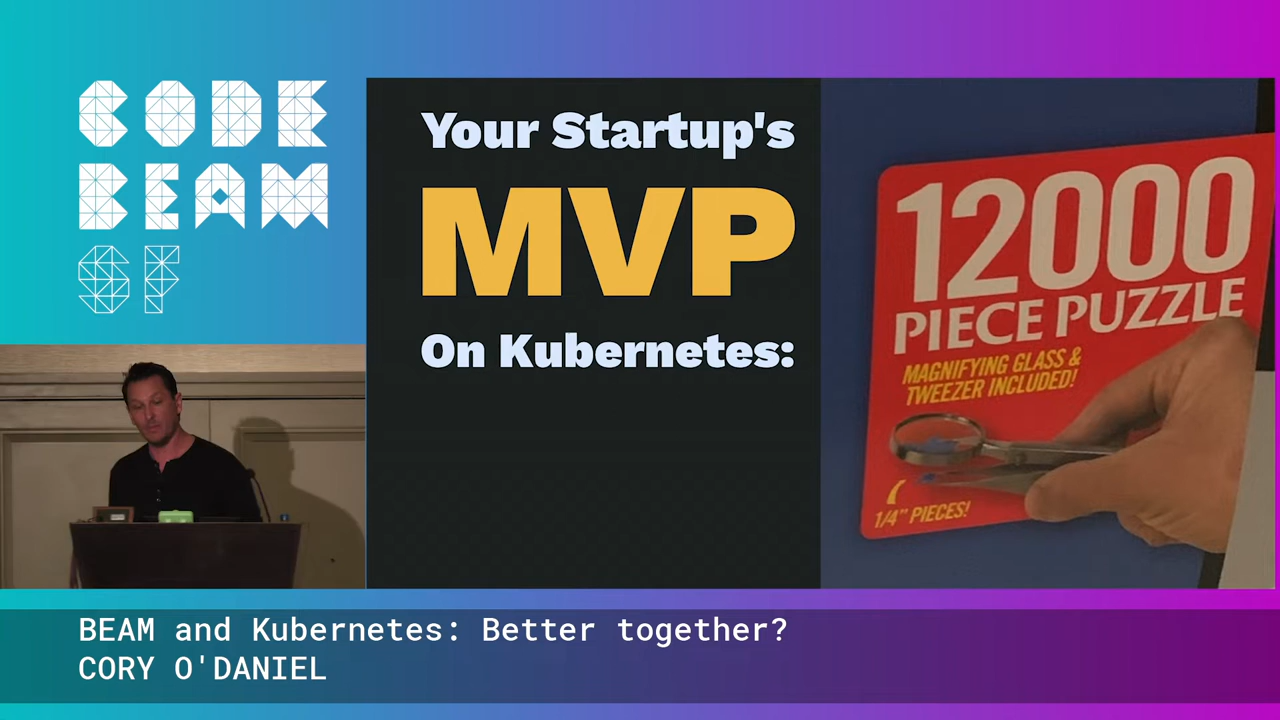 CODE
BEAM
SF
Your Startup's
MVP
On Kubernetes:
12000
PIECE PUZZLE
MAGNIFYING GLASS &
TWEEZER INCLUDED!
1/4" PIECES!
BEAM and Kubernetes: Better together?
CORY O'DANIEL